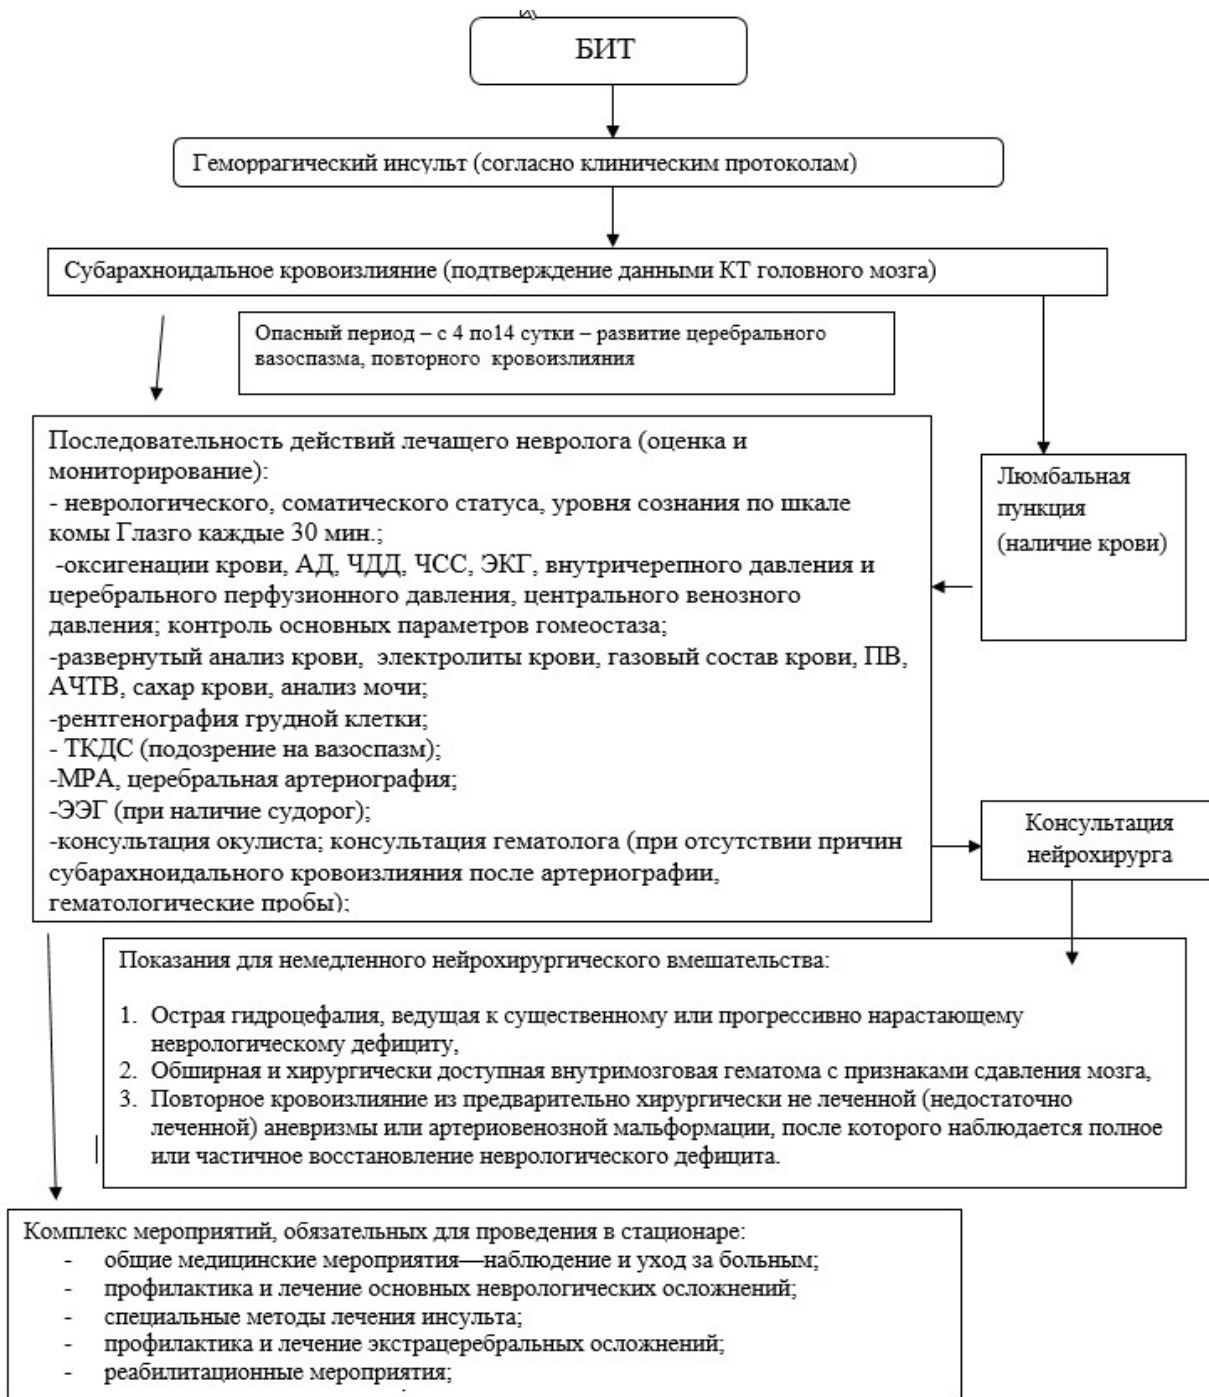 БИТ
Геморрагический инсульт (согласно клиническим протоколам)
Субарахноидальное кровоизлияние (подтверждение данными КТ головного мозга)
Опасный период – с 4 по14 сутки – развитие церебрального
вазоспазма, повторного кровоизлияния
Последовательность действий лечащего невролога (оценка и
мониторирование):
- неврологического, соматического статуса, уровня сознания по шкале
комы Глазго каждые 30 мин.;
-оксигенации крови, АД, ЧДД, ЧСС, ЭКГ, внутричерепного давления и
церебрального перфузионного давления, центрального венозного
давления; контроль основных параметров гомеостаза;
-развернутый анализ крови, электролиты крови, газовый состав крови, ПВ,
АЧТВ, сахар крови, анализ мочи;
-рентгенография грудной клетки;
- ТКДС (подозрение на вазоспазм);
-МРА, церебральная артериография;
-ЭЭГ (при наличие судорог);
-консультация окулиста; консультация гематолога (при отсутствии причин
субарахноидального кровоизлияния после артериографии,
гематологические пробы);
Люмбальная
пункция
(наличие крови)
Консультация
нейрохирурга
Показания для немедленного нейрохирургического вмешательства:
1. Острая гидроцефалия, ведущая к существенному или прогрессивно нарастающему
неврологическому дефициту,
2. Обширная и хирургически доступная внутримозговая гематома с признаками сдавления мозга,
3. Повторное кровоизлияние из предварительно хирургически не леченной (недостаточно
леченной) аневризмы или артериовенозной мальформации, после которого наблюдается полное
или частичное восстановление неврологического дефицита.
Комплекс мероприятий, обязательных для проведения в стационаре:
- общие медицинские мероприятия—наблюдение и уход за больным;
- профилактика и лечение основных неврологических осложнений;
- специальные методы лечения инсульта;
- профилактика и лечение экстрацеребральных осложнений;
- реабилитационные мероприятия;